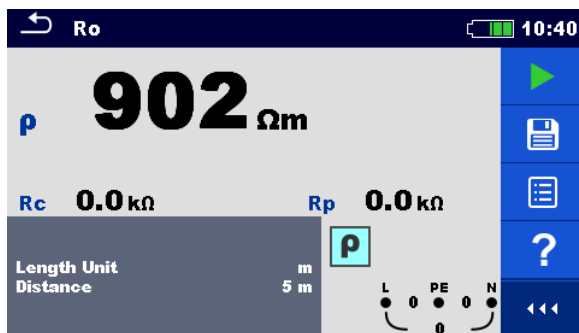 Ro 10:40
ρ 902 Ωm
Rc 0.0 kΩ Rp 0.0 kΩ
ρ
?
Length Unit m
Distance 5 m
L PE N
0 0
0